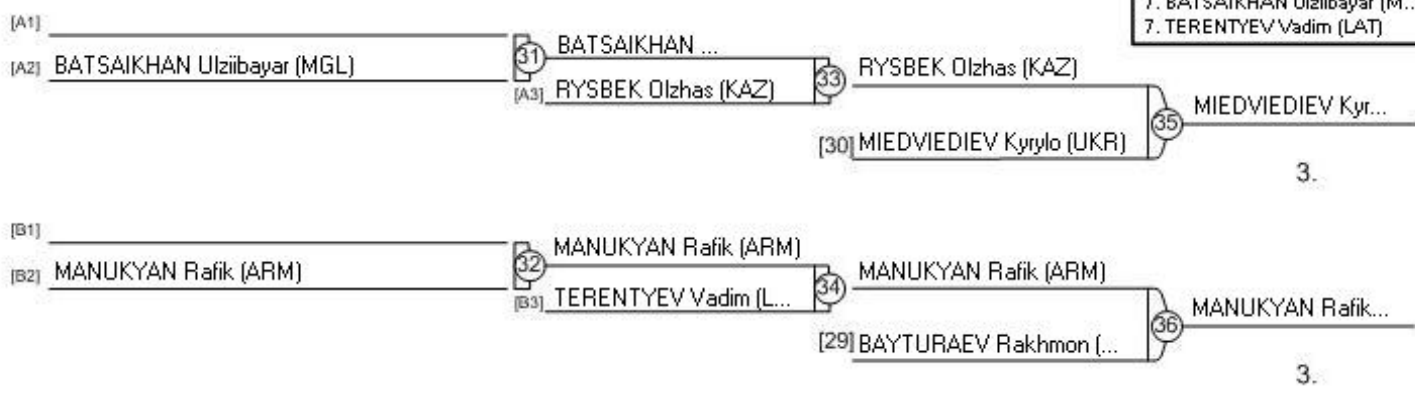 7. BATSAIKHAN Ulziibayar (M...
7. TERENTYEV Vadim (LAT)
[A1]
[A2] BATSAIKHAN Ulziibayar (MGL)
31
BATSAIKHAN ...
[A3] RYSBEK Olzhas (KAZ)
33
RYSBEK Olzhas (KAZ)
[30] MIEDVIEDIEV Kyrylo (UKR)
35
MIEDVIEDIEV Kyr...
3.
[B1]
[B2] MANUKYAN Rafik (ARM)
32
MANUKYAN Rafik (ARM)
[B3] TERENTYEV Vadim (L...
34
MANUKYAN Rafik (ARM)
[29] BAYTURAEV Rakhmon (...
36
MANUKYAN Rafik...
3.